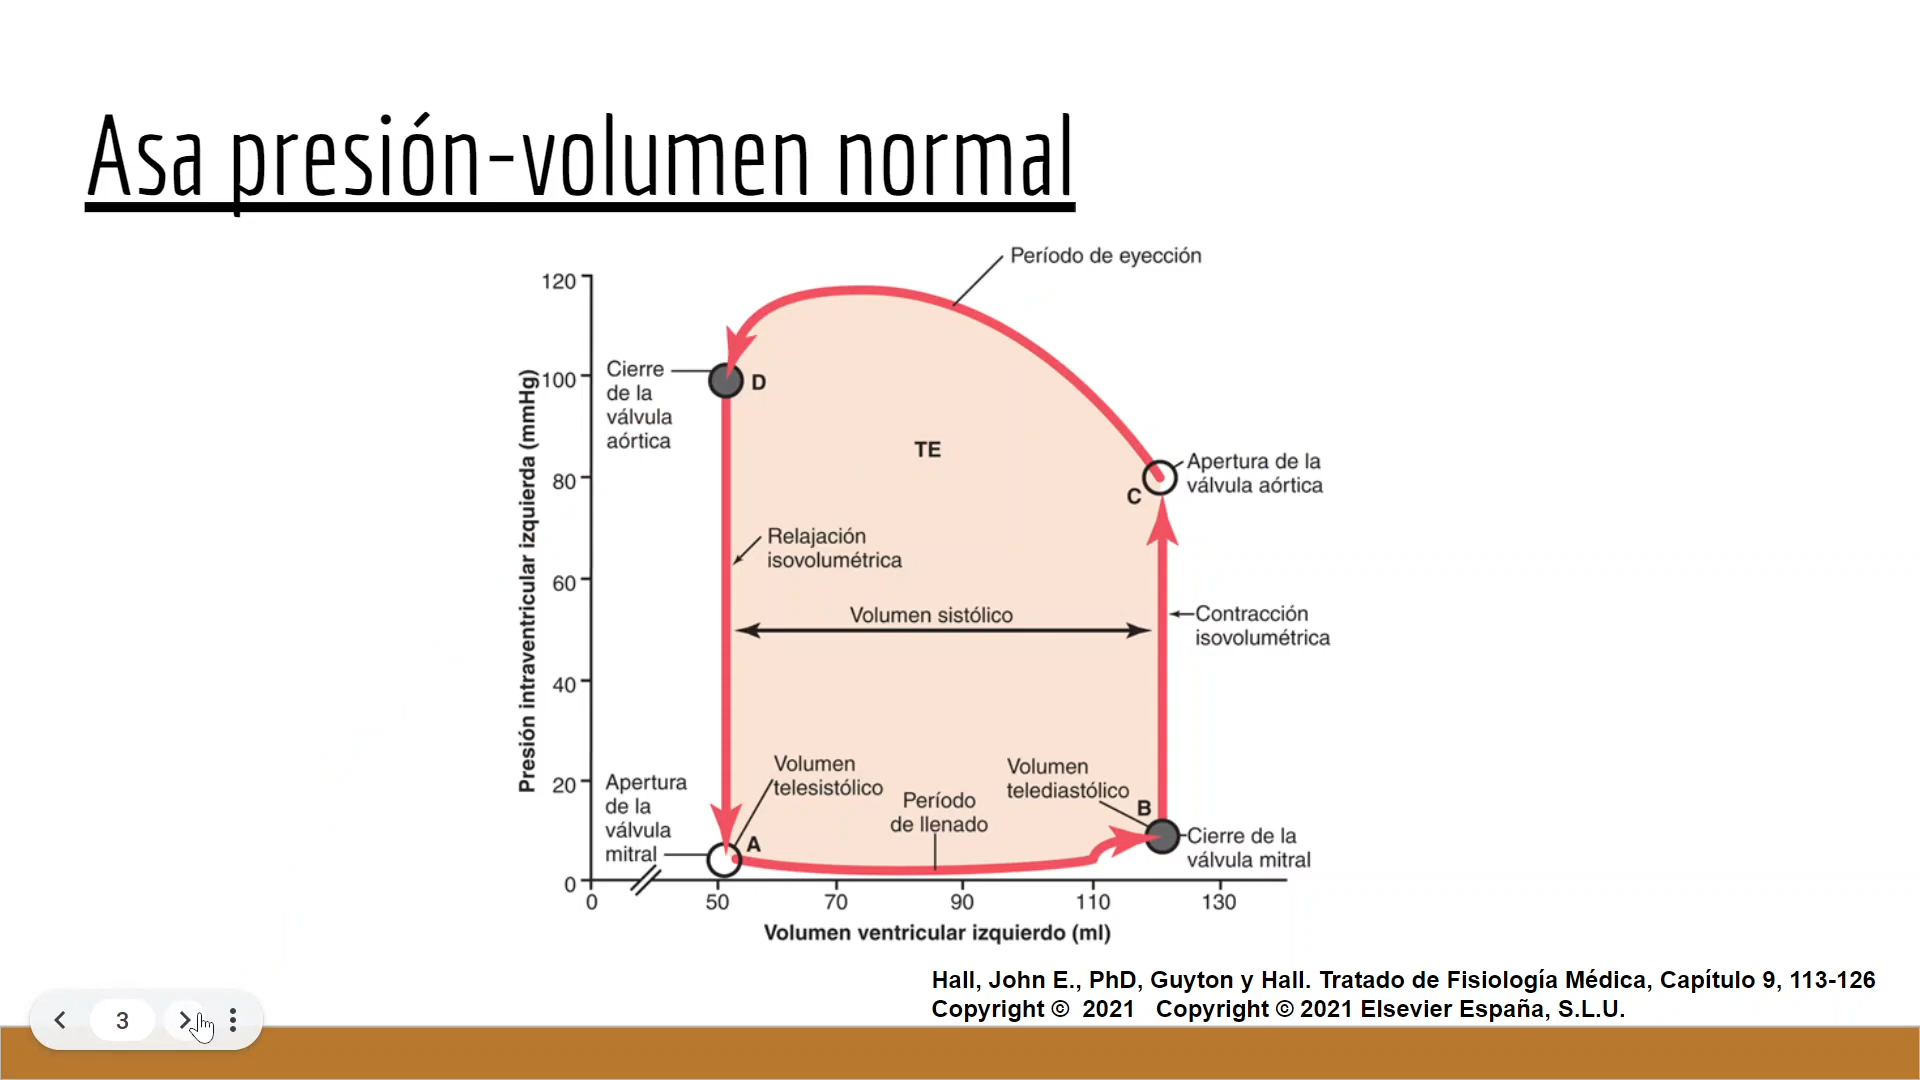 Asa presión-volumen normal
Período de eyección
120
Cierre
de la
válvula
aórtica
100
D
TE
Apertura de la
válvula aórtica
C
80
Relajación
isovolumétrica
60
Volumen sistólico
Contracción
isovolumétrica
40
Presión intraventricular izquierda (mmHg)
Volumen
telesistólico
Volumen
telediastólico
B
20
Apertura
de la
válvula
mitral
Período
de llenado
A
Cierre de la
válvula mitral
0
0 50 70 90 110 130
Volumen ventricular izquierdo (ml)
Hall, John E., PhD, Guyton y Hall. Tratado de Fisiología Médica, Capítulo 9, 113-126
Copyright © 2021 Copyright © 2021 Elsevier España, S.L.U.
3